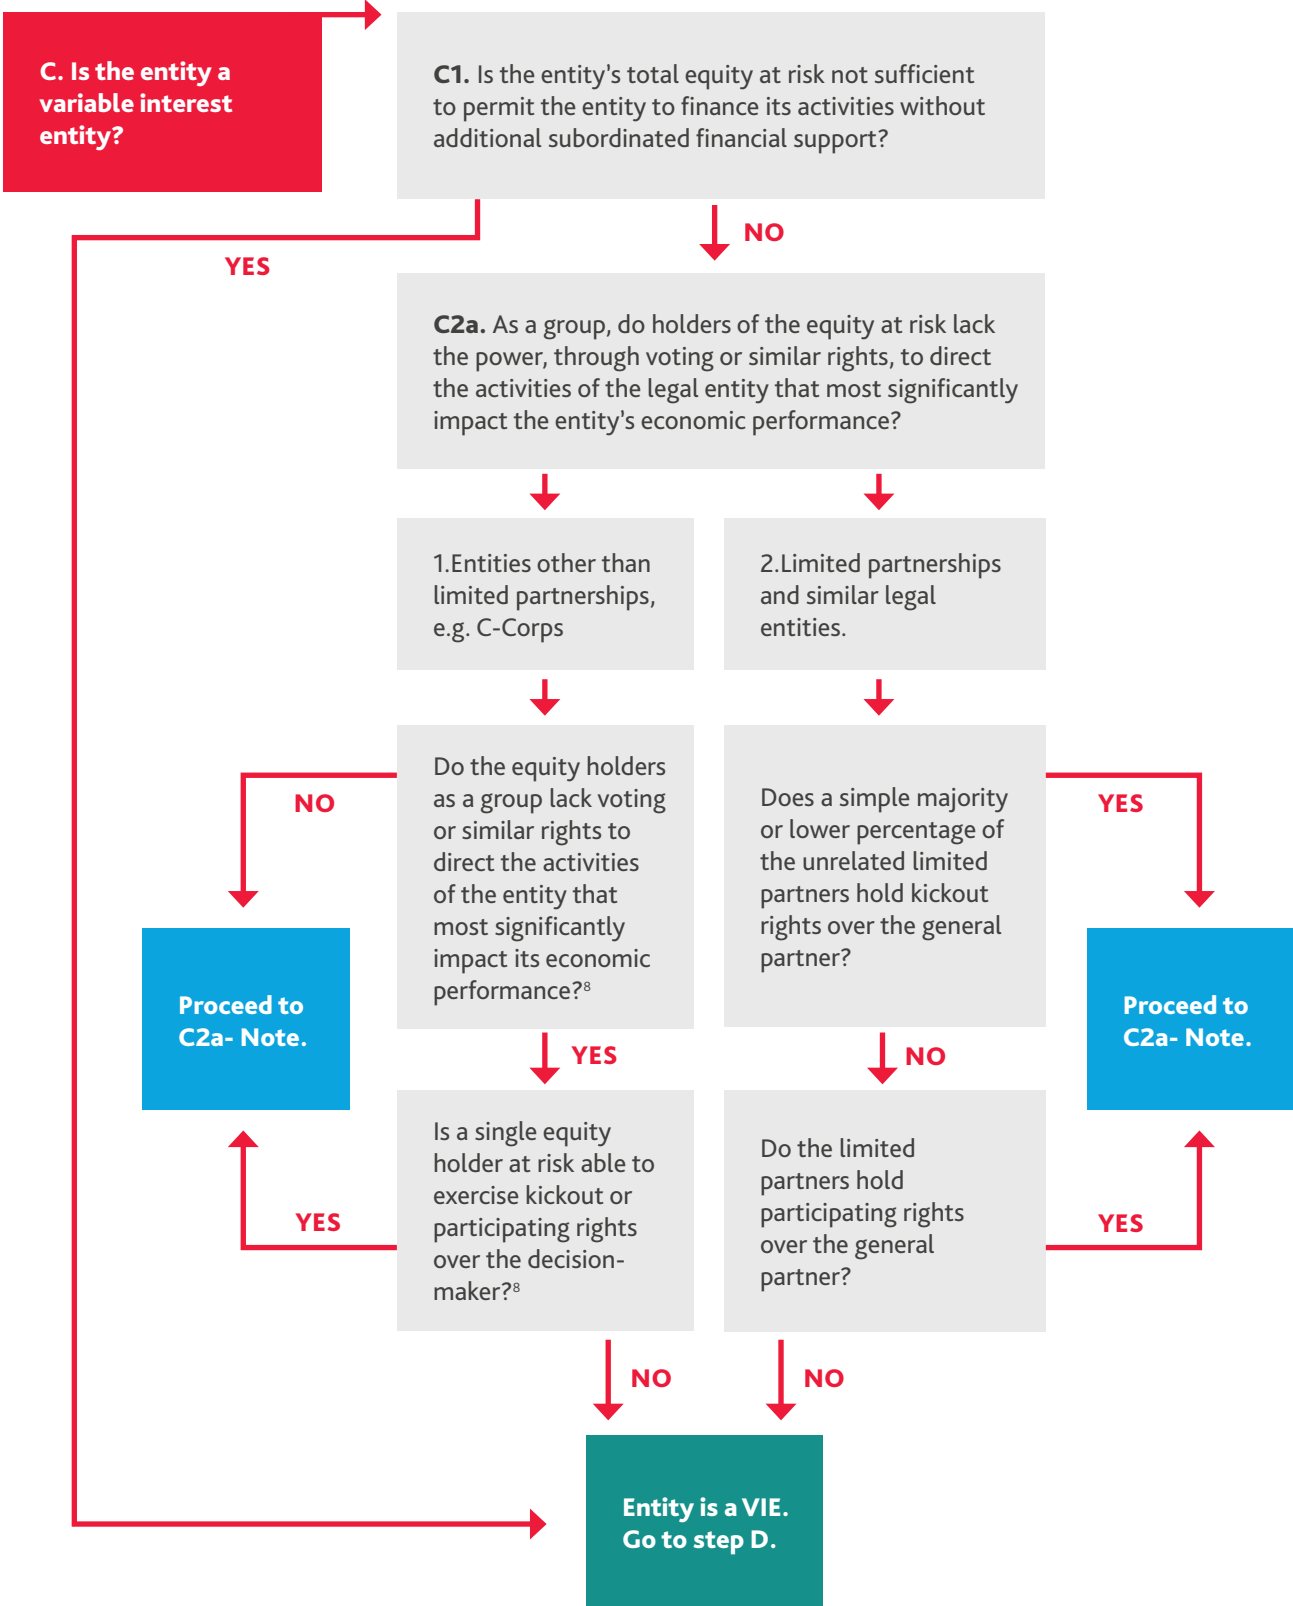 C. Is the entity a
variable interest
entity?
C1. Is the entity’s total equity at risk not sufficient
to permit the entity to finance its activities without
additional subordinated financial support?
YES
NO
C2a. As a group, do holders of the equity at risk lack
the power, through voting or similar rights, to direct
the activities of the legal entity that most significantly
impact the entity’s economic performance?
1.Entities other than
limited partnerships,
e.g. C-Corps
2.Limited partnerships
and similar legal
entities.
Do the equity holders
as a group lack voting
or similar rights to
direct the activities
of the entity that
most significantly
impact its economic
performance?⁸
NO
Does a simple majority
or lower percentage of
the unrelated limited
partners hold kickout
rights over the general
partner?
YES
Proceed to
C2a- Note.
Proceed to
C2a- Note.
YES
NO
Is a single equity
holder at risk able to
exercise kickout or
participating rights
over the decision-
maker?⁸
YES
Do the limited
partners hold
participating rights
over the general
partner?
YES
NO
NO
Entity is a VIE.
Go to step D.